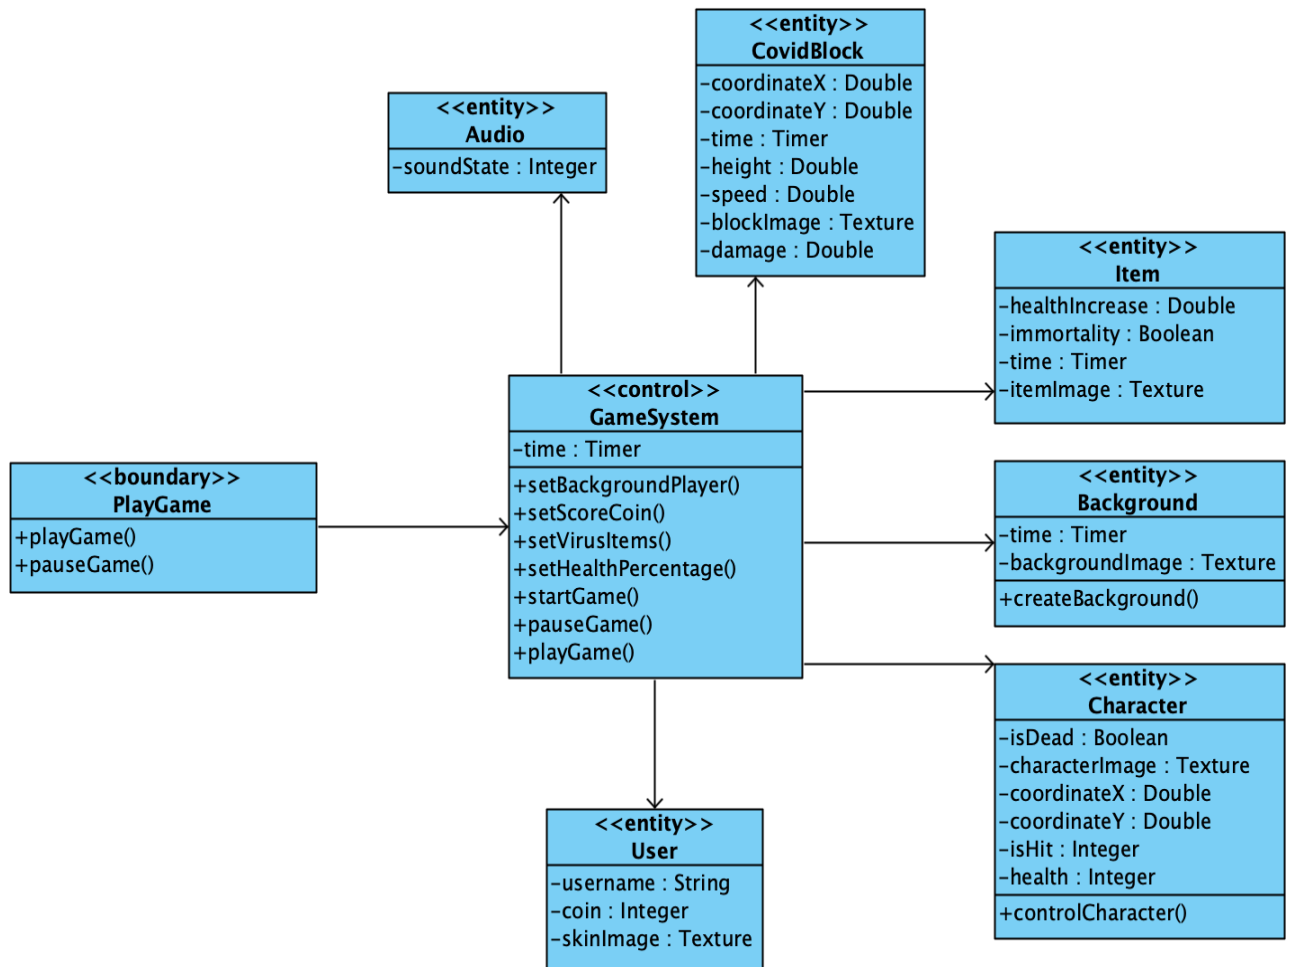 <<entity>>
CovidBlock
-coordinateX : Double
-coordinateY : Double
-time : Timer
-height : Double
-speed : Double
-blockImage : Texture
-damage : Double
<<entity>>
Audio
-soundState : Integer
<<entity>>
Item
-healthIncrease : Double
-immortality : Boolean
-time : Timer
-itemImage : Texture
<<control>>
GameSystem
-time : Timer
+setBackgroundPlayer()
+setScoreCoin()
+setVirusItems()
+setHealthPercentage()
+startGame()
+pauseGame()
+playGame()
<<boundary>>
PlayGame
+playGame()
+pauseGame()
<<entity>>
Background
-time : Timer
-backgroundImage : Texture
+createBackground()
<<entity>>
Character
-isDead : Boolean
-characterImage : Texture
-coordinateX : Double
-coordinateY : Double
-isHit : Integer
-health : Integer
+controlCharacter()
<<entity>>
User
-username : String
-coin : Integer
-skinImage : Texture